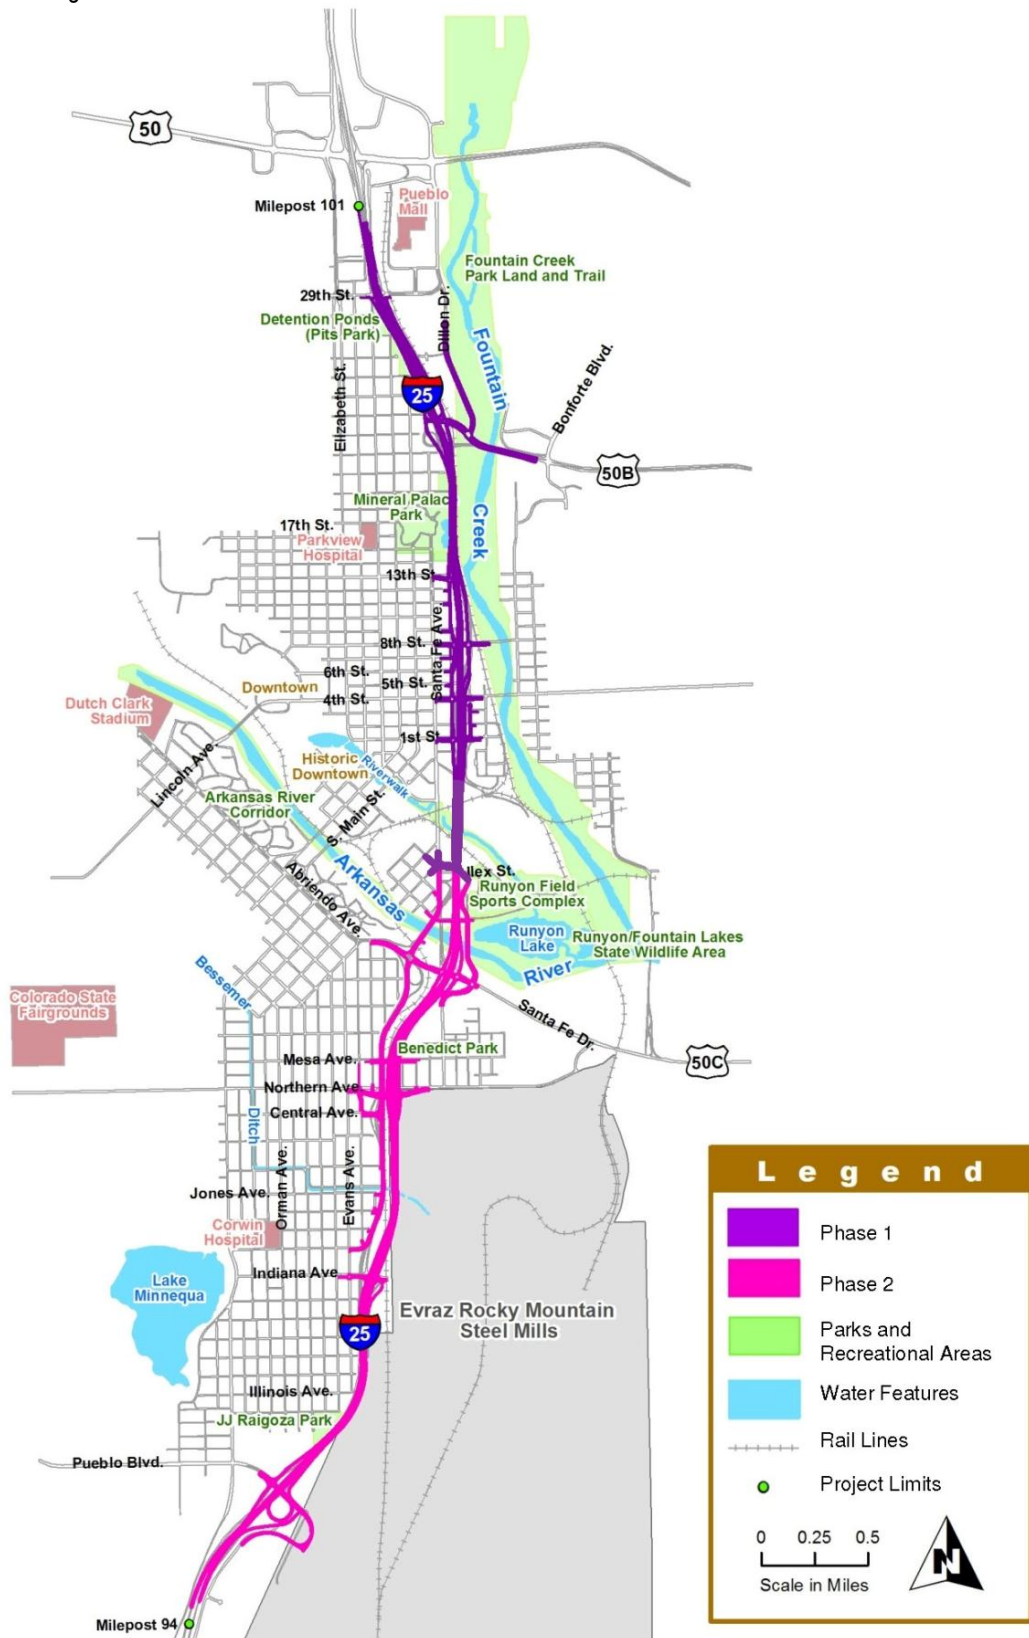 50
Milepost 101
Pueblo
Mall
Fountain Creek
Park Land and Trail
29th St.
Dillon Dr.
Detention Ponds
(Pits Park)
Fountain
Elizabeth St.
25
Bonforte Blvd.
50B
Mineral Palac
Park
Creek
17th St.
Parkview
Hospital
13th St
Santa Fe Ave.
8th St.
6th St.
5th St.
4th St.
Downtown
Dutch Clark
Stadium
1st St
Lincoln Ave.
Historic
Downtown
Riverwalk
Arkansas River
Corridor
S. Main St.
Arkansas
Abriendo Ave.
Ilex St.
Runyon Field
Sports Complex
Runyon
Lake
Runyon/Fountain Lakes
State Wildlife Area
River
Bessemer
Colorado State
Fairgrounds
Santa Fe Dr.
Benedict Park
Mesa Ave.
50C
Northern Ave
Central Ave.
Ditch
Orman Ave.
Evans Ave.
Jones Ave.
Corwin
Hospital
Indiana Ave
Lake
Minnequa
Evraz Rocky Mountain
Steel Mills
25
Illinois Ave.
JJ Raigoza Park
Pueblo Blvd.
Milepost 94
Legend
Phase 1
Phase 2
Parks and
Recreational Areas
Water Features
Rail Lines
Project Limits
0 0.25 0.5
Scale in Miles
N